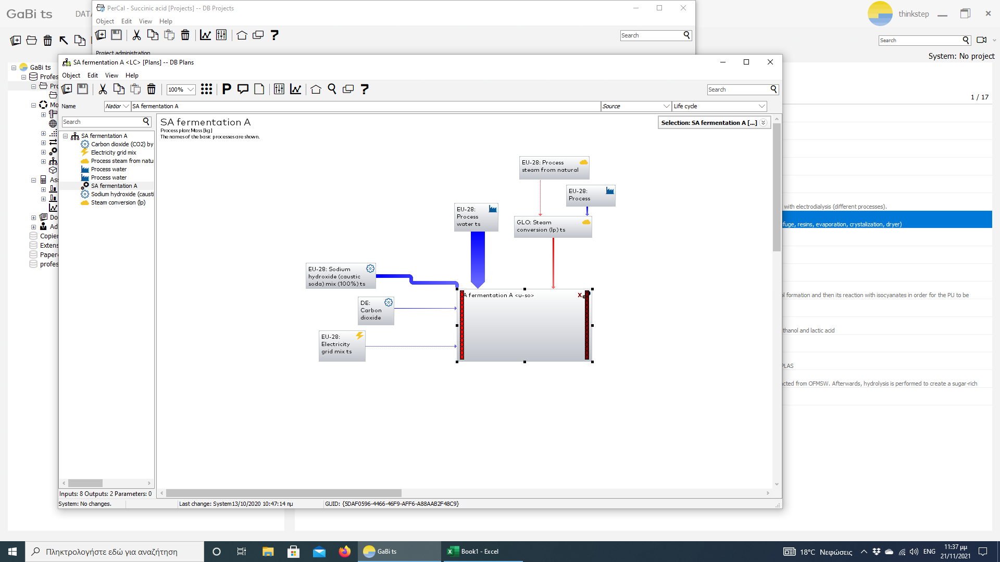 GaBi ts
DATA
thinkstep
Search
System: No project
1 / 17
PerCal - Succinic acid [Projects] -- DB Projects
Object Edit View Help
Search
Project administration
GaBi ts
Profes
Pro
Mo
As
Do
Ad
Copier
Extens
Paper
profes
SA fermentation A <LC> [Plans] -- DB Plans
Object Edit View Help
100%
P
Search
Name
Nation
SA fermentation A
Source
Life cycle
Search
SA fermentation A
Carbon dioxide (CO2) by
Electricity grid mix
Process steam from natu
Process water
Process water
SA fermentation A
Sodium hydroxide (causti
Steam conversion (lp)
SA fermentation A
Process plan: Mass [kg]
The names of the basic processes are shown.
Selection: SA fermentation A [...]
EU-28: Process
steam from natural
EU-28:
Process
EU-28:
Process
water ts
GLO: Steam
conversion (lp) ts
EU-28: Sodium
hydroxide (caustic
soda) mix (100%) ts
A fermentation A <u-so>
X
DE:
Carbon
dioxide
EU-28:
Electricity
grid mix ts
with electrodialysis (different processes).
fuge, resins, evaporation, crystalization, dryer)
ol formation and then its reaction with isocyanates in order for the PU to be
thanol and lactic acid
PLAS
acted from OFMSW. Afterwards, hydrolysis is performed to create a sugar-rich
Inputs: 8 Outputs: 2 Parameters: 0
System: No changes.
Last change: System13/10/2020 10:47:14 πμ
GUID: {5DAF0596-4466-46F9-AFF6-A88AAB2F48C9}
Πληκτρολογήστε εδώ για αναζήτηση
GaBi ts
Book1 - Excel
18°C Νεφώσεις
ENG
11:37 μμ
21/11/2021